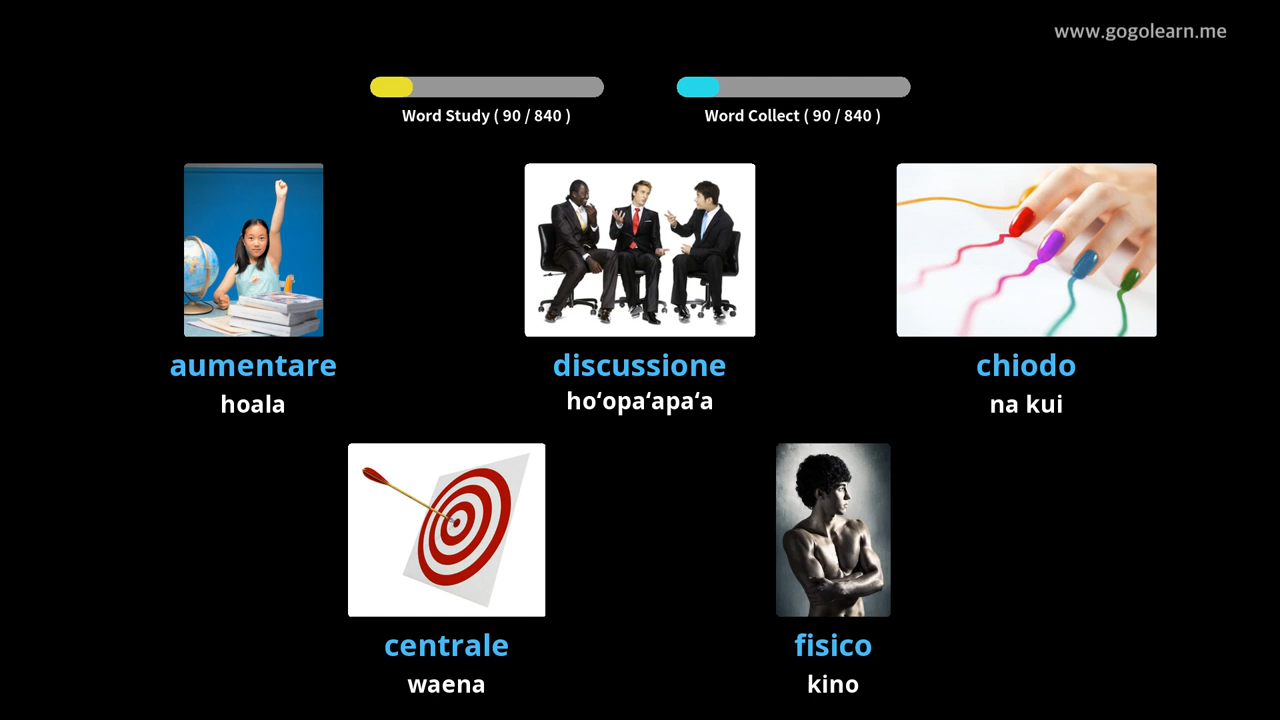 www.gogolearn.me
Word Study ( 90 / 840 )
Word Collect ( 90 / 840 )
aumentare
hoala
discussione
ho‘opa‘apa‘a
chiodo
na kui
centrale
waena
fisico
kino